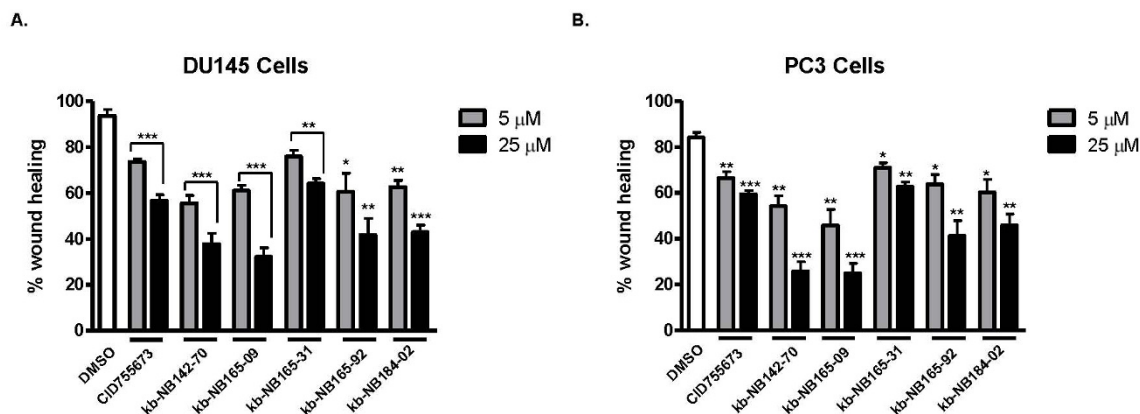 A.
DU145 Cells
% wound healing
100
80
60
40
20
0
***
***
***
**
*
**
**
***
5 μM
25 μM
DMSO
CID755673
kb-NB142-70
kb-NB165-09
kb-NB165-31
kb-NB165-92
kb-NB184-02
B.
PC3 Cells
% wound healing
100
80
60
40
20
0
**
***
**
***
**
***
*
**
*
**
*
**
5 μM
25 μM
DMSO
CID755673
kb-NB142-70
kb-NB165-09
kb-NB165-31
kb-NB165-92
kb-NB184-02